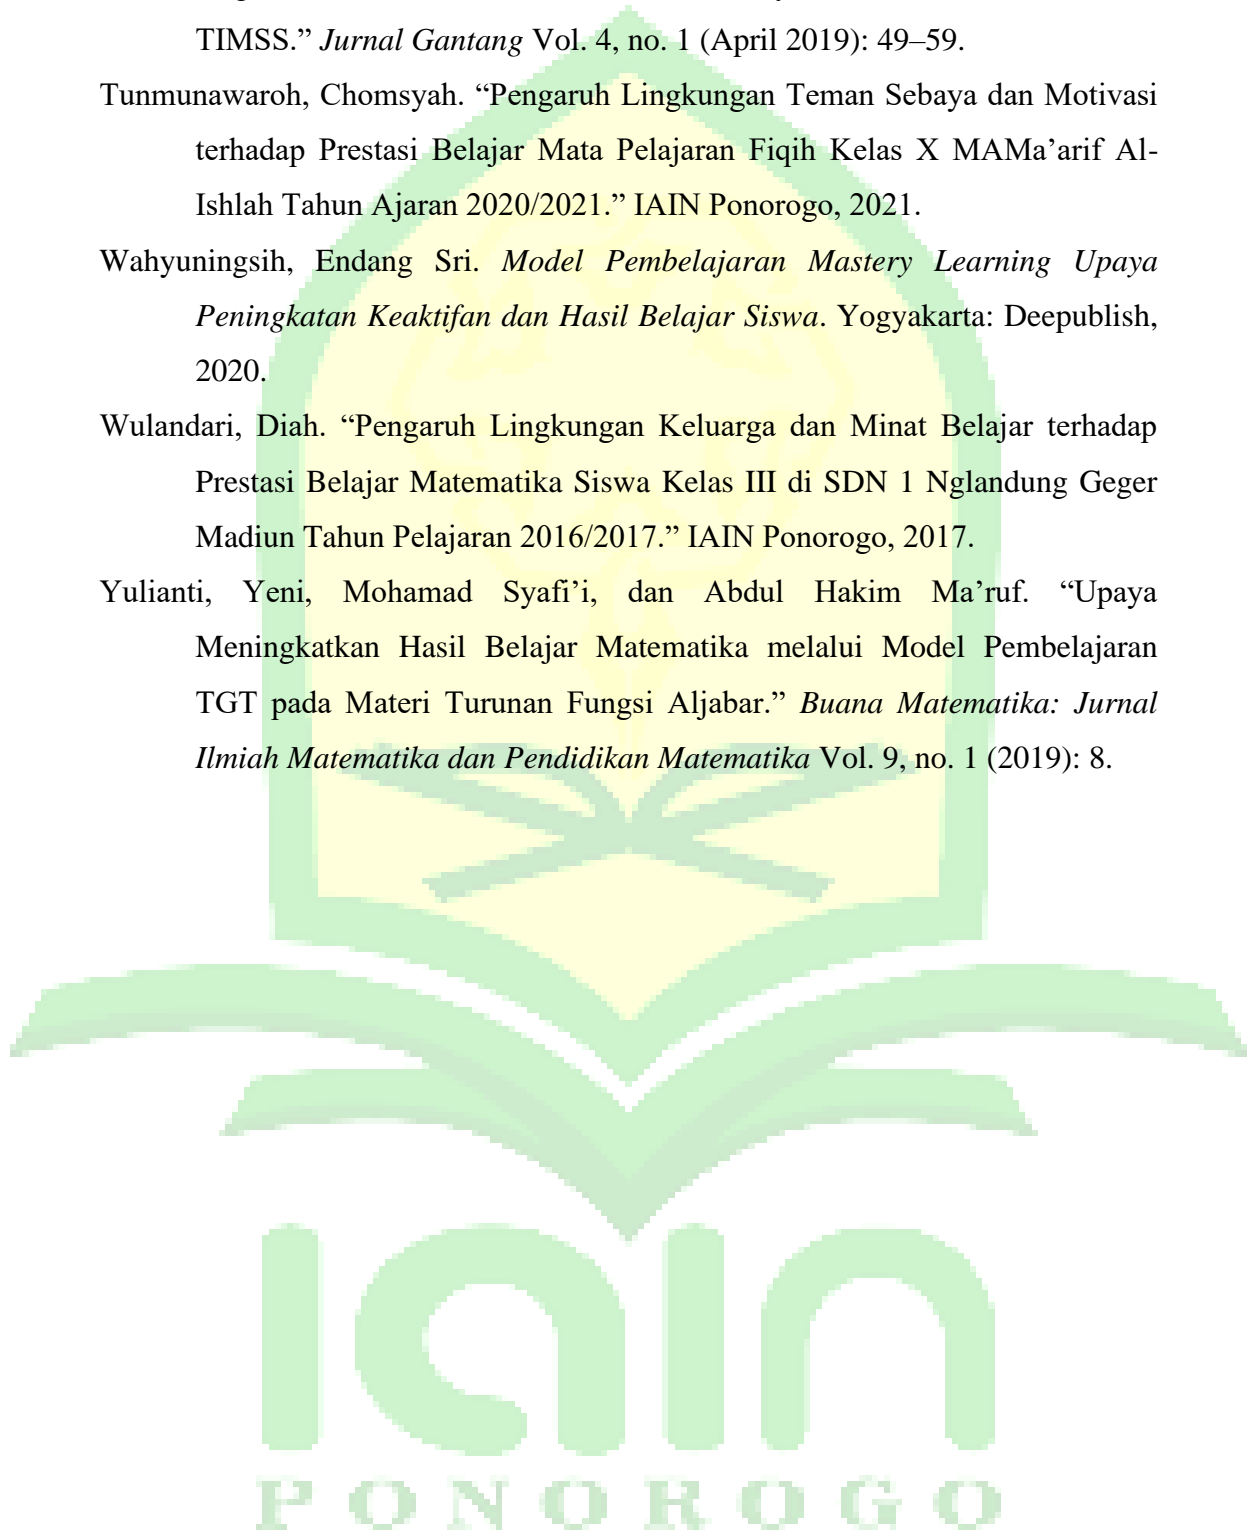 TIMSS.” Jurnal Gantang Vol. 4, no. 1 (April 2019): 49–59.
Tunmunawaroh, Chomsyah. “Pengaruh Lingkungan Teman Sebaya dan Motivasi
terhadap Prestasi Belajar Mata Pelajaran Fiqih Kelas X MAMa’arif Al-
Ishlah Tahun Ajaran 2020/2021.” IAIN Ponorogo, 2021.
Wahyuningsih, Endang Sri. Model Pembelajaran Mastery Learning Upaya
Peningkatan Keaktifan dan Hasil Belajar Siswa. Yogyakarta: Deepublish,
2020.
Wulandari, Diah. “Pengaruh Lingkungan Keluarga dan Minat Belajar terhadap
Prestasi Belajar Matematika Siswa Kelas III di SDN 1 Nglandung Geger
Madiun Tahun Pelajaran 2016/2017.” IAIN Ponorogo, 2017.
Yulianti, Yeni, Mohamad Syafi’i, dan Abdul Hakim Ma’ruf. “Upaya
Meningkatkan Hasil Belajar Matematika melalui Model Pembelajaran
TGT pada Materi Turunan Fungsi Aljabar.” Buana Matematika: Jurnal
Ilmiah Matematika dan Pendidikan Matematika Vol. 9, no. 1 (2019): 8.
iain
PONOROGO